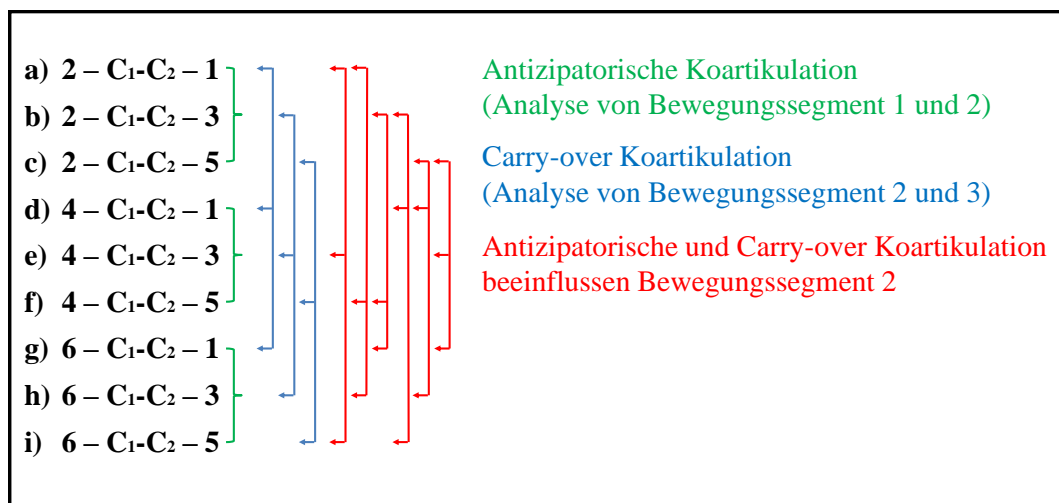 a) 2 – C₁-C₂ – 1
b) 2 – C₁-C₂ – 3
c) 2 – C₁-C₂ – 5
d) 4 – C₁-C₂ – 1
e) 4 – C₁-C₂ – 3
f) 4 – C₁-C₂ – 5
g) 6 – C₁-C₂ – 1
h) 6 – C₁-C₂ – 3
i) 6 – C₁-C₂ – 5
Antizipatorische Koartikulation
(Analyse von Bewegungssegment 1 und 2)
Carry-over Koartikulation
(Analyse von Bewegungssegment 2 und 3)
Antizipatorische und Carry-over Koartikulation
beeinflussen Bewegungssegment 2